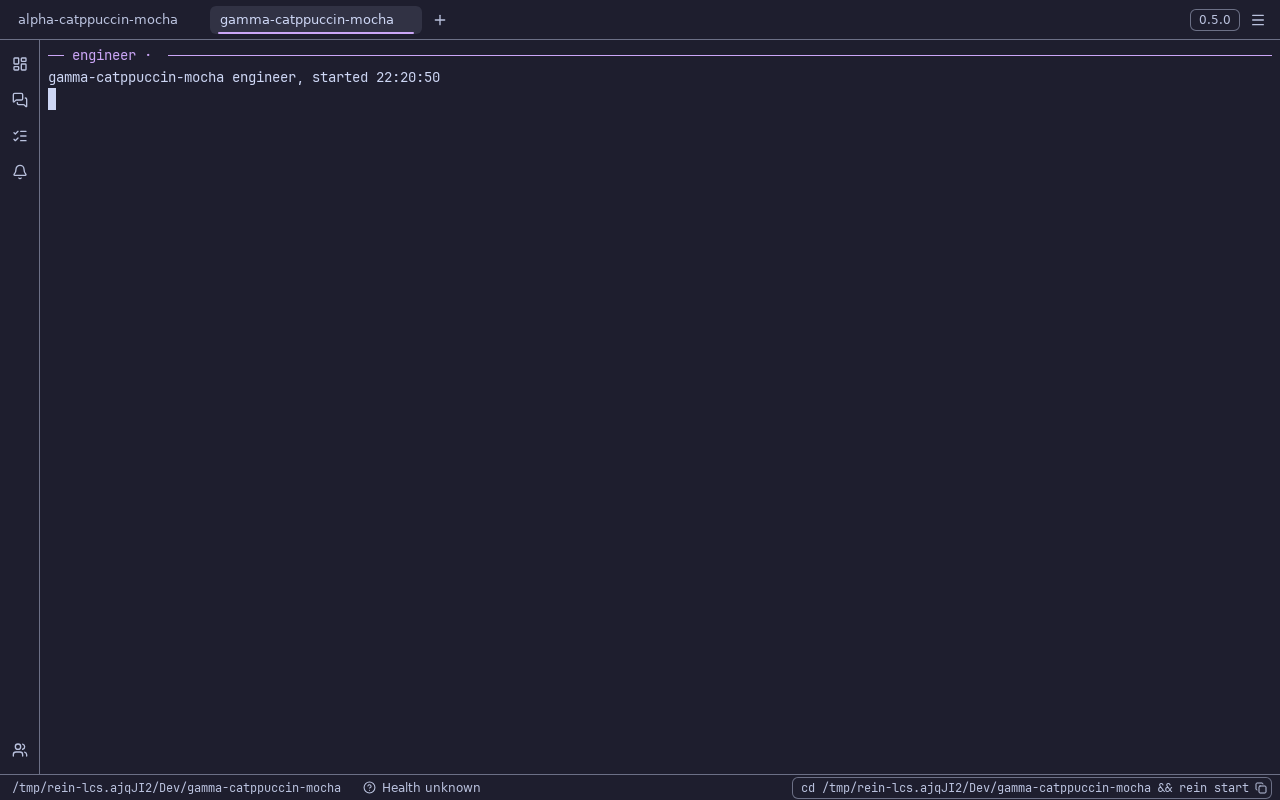 alpha-catppuccin-mocha
gamma-catppuccin-mocha
0.5.0
engineer ·
gamma-catppuccin-mocha engineer, started 22:20:50
/tmp/rein-lcs.ajqJI2/Dev/gamma-catppuccin-mocha
Health unknown
cd /tmp/rein-lcs.ajqJI2/Dev/gamma-catppuccin-mocha && rein start